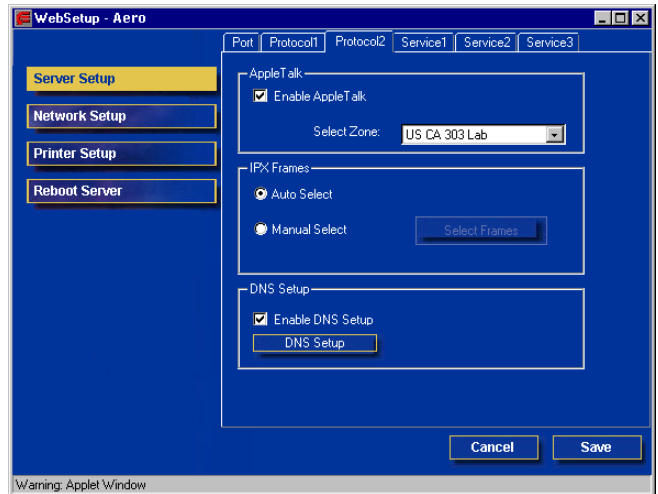 WebSetup - Aero
Port Protocol1 Protocol2 Service1 Service2 Service3
Server Setup
Network Setup
Printer Setup
Reboot Server
AppleTalk
Enable AppleTalk
Select Zone: US CA 303 Lab
IPX Frames
Auto Select
Manual Select Select Frames
DNS Setup
Enable DNS Setup
DNS Setup
Cancel Save
Warning: Applet Window